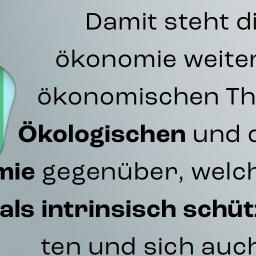 Damit steht di
ökonomie weiter
ökonomischen Th
Ökologischen und d
mie gegenüber, welch
als intrinsisch schütz
ten und sich auch